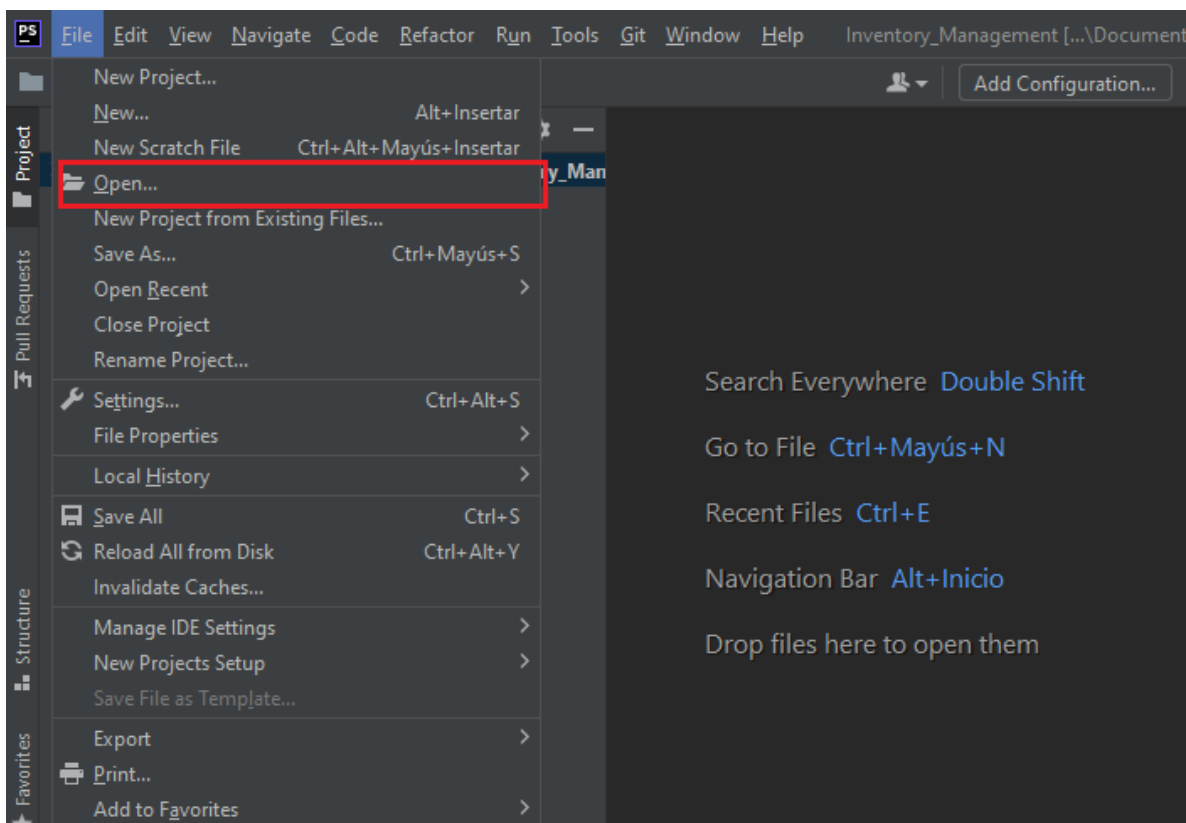 PS File Edit View Navigate Code Refactor Run Tools Git Window Help Inventory_Management [...\Document
Add Configuration...
Project
Pull Requests
Structure
Favorites
ry_Man
New Project...
New... Alt+Insertar
New Scratch File Ctrl+Alt+Mayús+Insertar
Open...
New Project from Existing Files...
Save As... Ctrl+Mayús+S
Open Recent
Close Project
Rename Project...
Settings... Ctrl+Alt+S
File Properties
Local History
Save All Ctrl+S
Reload All from Disk Ctrl+Alt+Y
Invalidate Caches...
Manage IDE Settings
New Projects Setup
Save File as Template...
Export
Print...
Add to Favorites
Search Everywhere Double Shift
Go to File Ctrl+Mayús+N
Recent Files Ctrl+E
Navigation Bar Alt+Inicio
Drop files here to open them